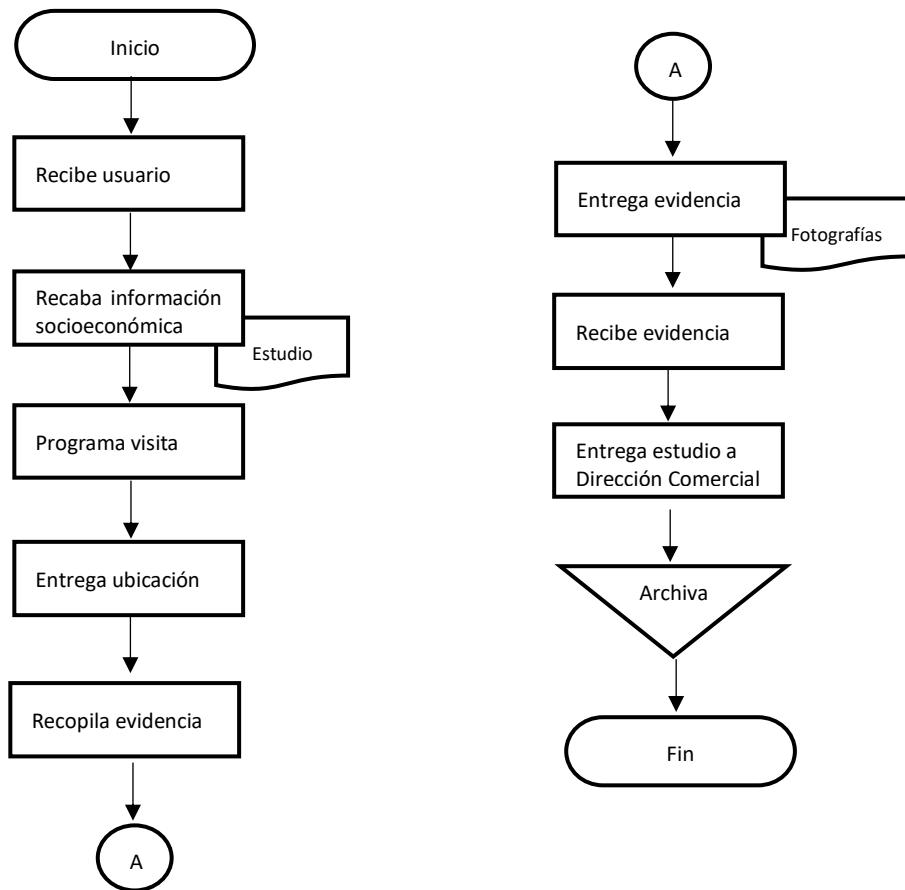 Inicio
Recibe usuario
Recaba información
socioeconómica
Estudio
Programa visita
Entrega ubicación
Recopila evidencia
A
A
Entrega evidencia
Fotografías
Recibe evidencia
Entrega estudio a
Dirección Comercial
Archiva
Fin